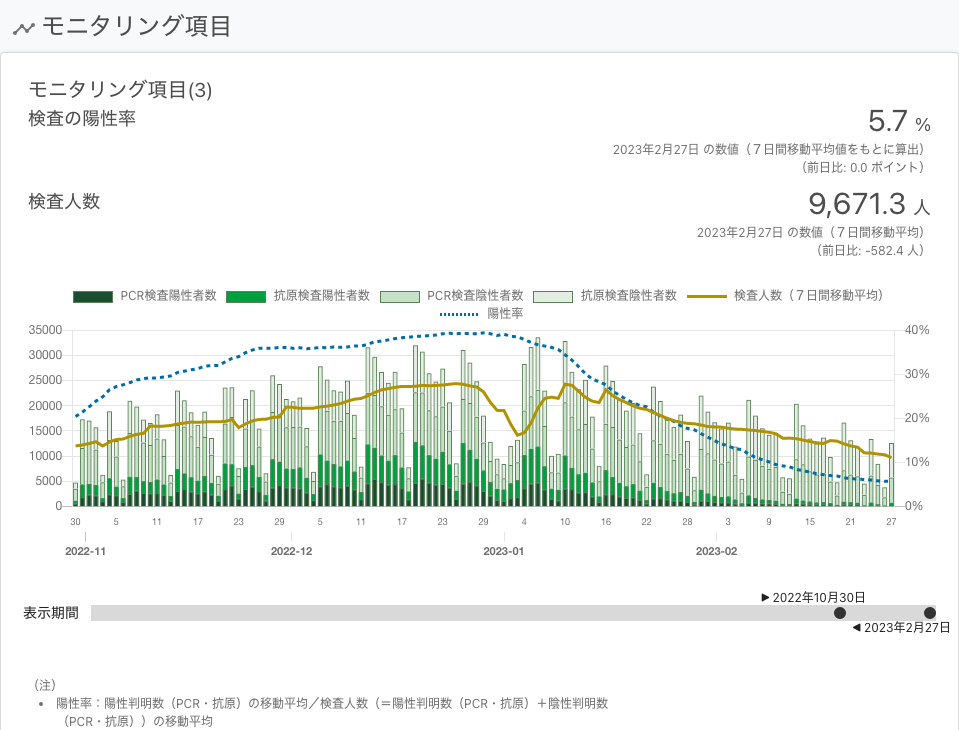 モニタリング項目
モニタリング項目(3)
検査の陽性率
5.7 %
2023年2月27日 の数値（７日間移動平均値をもとに算出）
（前日比: 0.0 ポイント）
検査人数
9,671.3 人
2023年2月27日 の数値（７日間移動平均）
（前日比: -582.4 人）
PCR検査陽性者数 抗原検査陽性者数 PCR検査陰性者数 抗原検査陰性者数 検査人数（７日間移動平均）
陽性率
35000 40%
30000
25000 30%
20000
15000 20%
10000 10%
5000
0 0%
30 5 11 17 23 29 5 11 17 23 29 4 10 16 22 28 3 9 15 21 27
2022-11 2022-12 2023-01 2023-02
▶ 2022年10月30日
表示期間
◀ 2023年2月27日
（注）
• 陽性率：陽性判明数（PCR・抗原）の移動平均／検査人数（＝陽性判明数（PCR・抗原）＋陰性判明数
（PCR・抗原））の移動平均